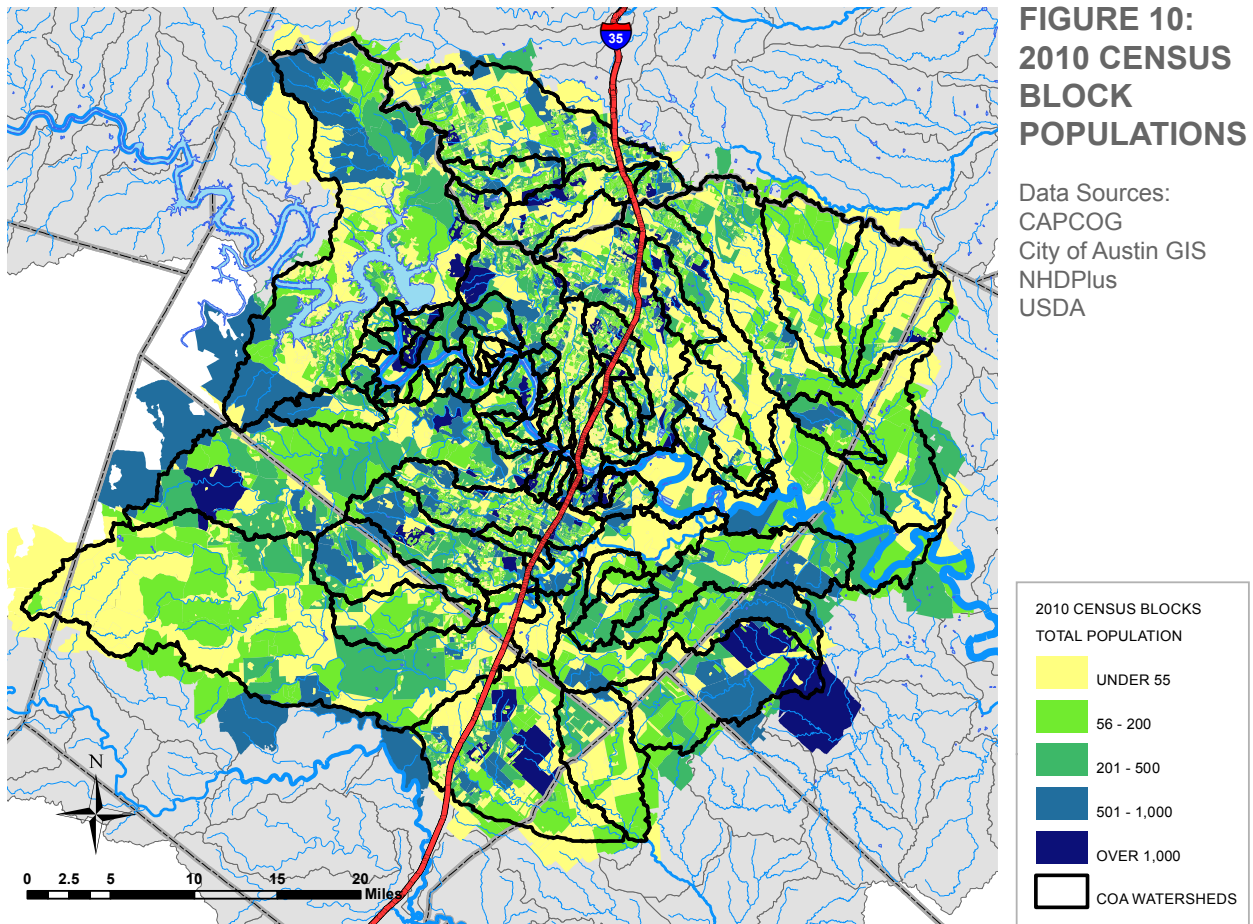 FIGURE 10:
2010 CENSUS
BLOCK
POPULATIONS
Data Sources:
CAPCOG
City of Austin GIS
NHDPlus
USDA
35
2010 CENSUS BLOCKS
TOTAL POPULATION
UNDER 55
56 - 200
201 - 500
501 - 1,000
OVER 1,000
COA WATERSHEDS
N
0 2.5 5 10 15 20
Miles